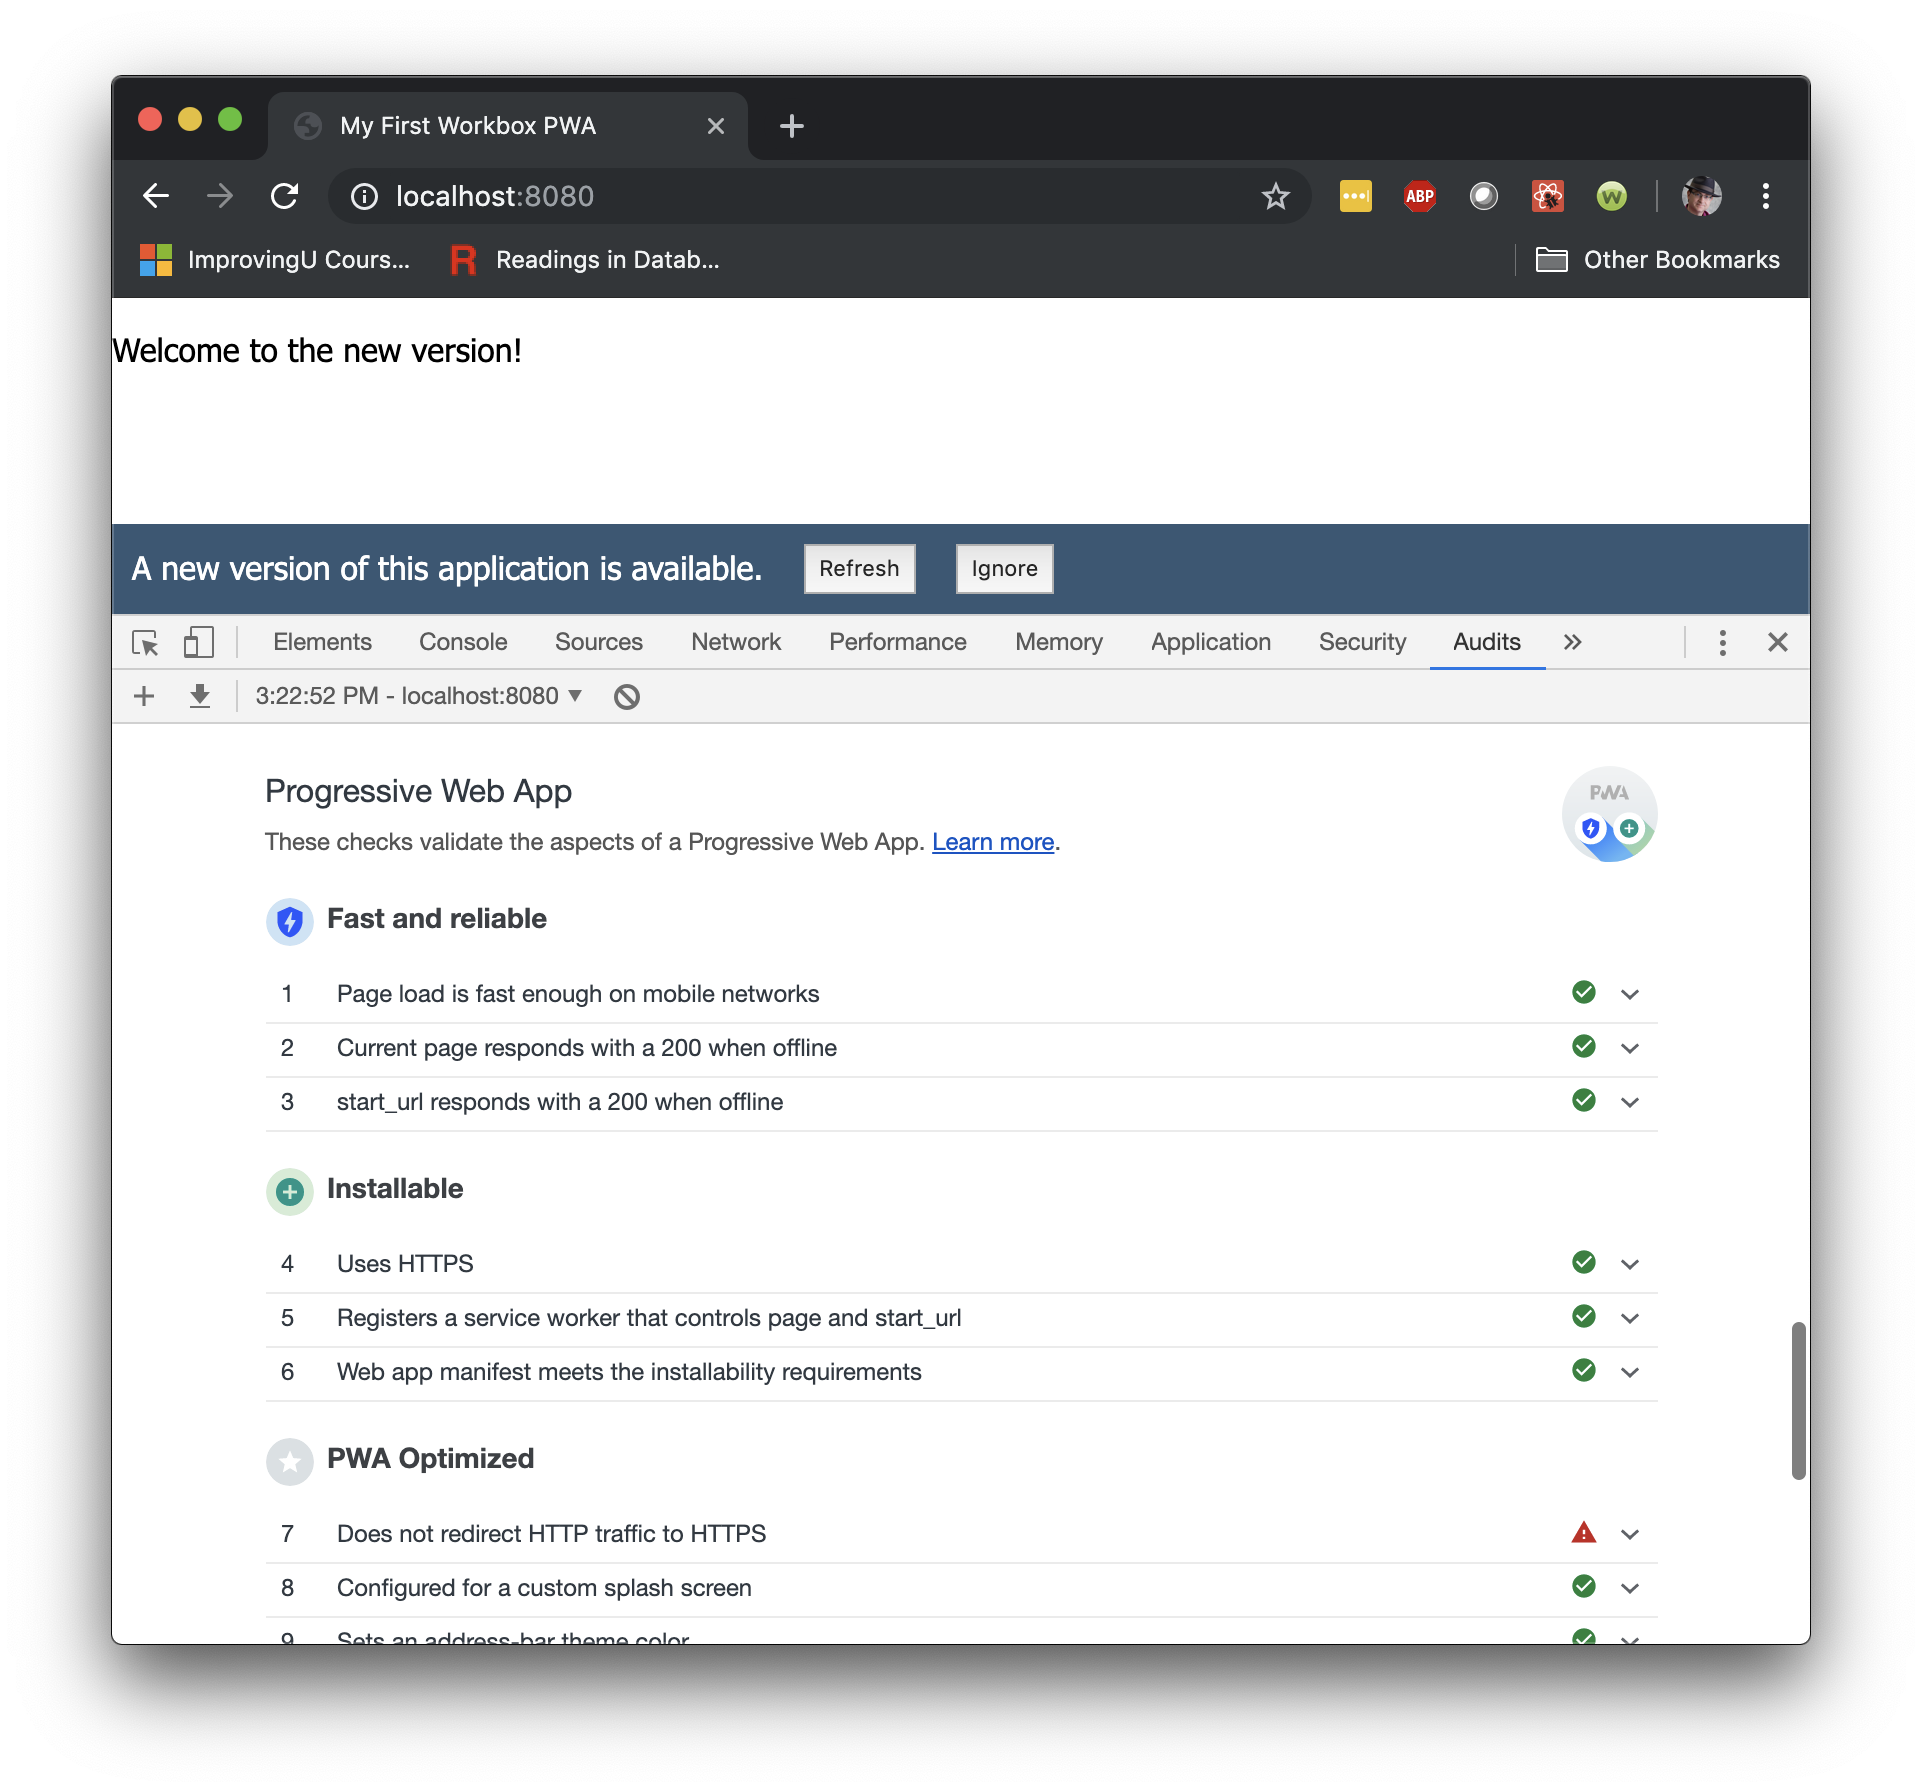 My First Workbox PWA
localhost:8080
ABP
W
ImprovingU Cours...
R Readings in Datab...
Other Bookmarks
Welcome to the new version!
A new version of this application is available. Refresh Ignore
Elements Console Sources Network Performance Memory Application Security Audits
3:22:52 PM - localhost:8080
Progressive Web App
PWA
These checks validate the aspects of a Progressive Web App. Learn more.
Fast and reliable
1 Page load is fast enough on mobile networks
2 Current page responds with a 200 when offline
3 start_url responds with a 200 when offline
Installable
4 Uses HTTPS
5 Registers a service worker that controls page and start_url
6 Web app manifest meets the installability requirements
PWA Optimized
7 Does not redirect HTTP traffic to HTTPS
8 Configured for a custom splash screen
9 Sets an address-bar theme color